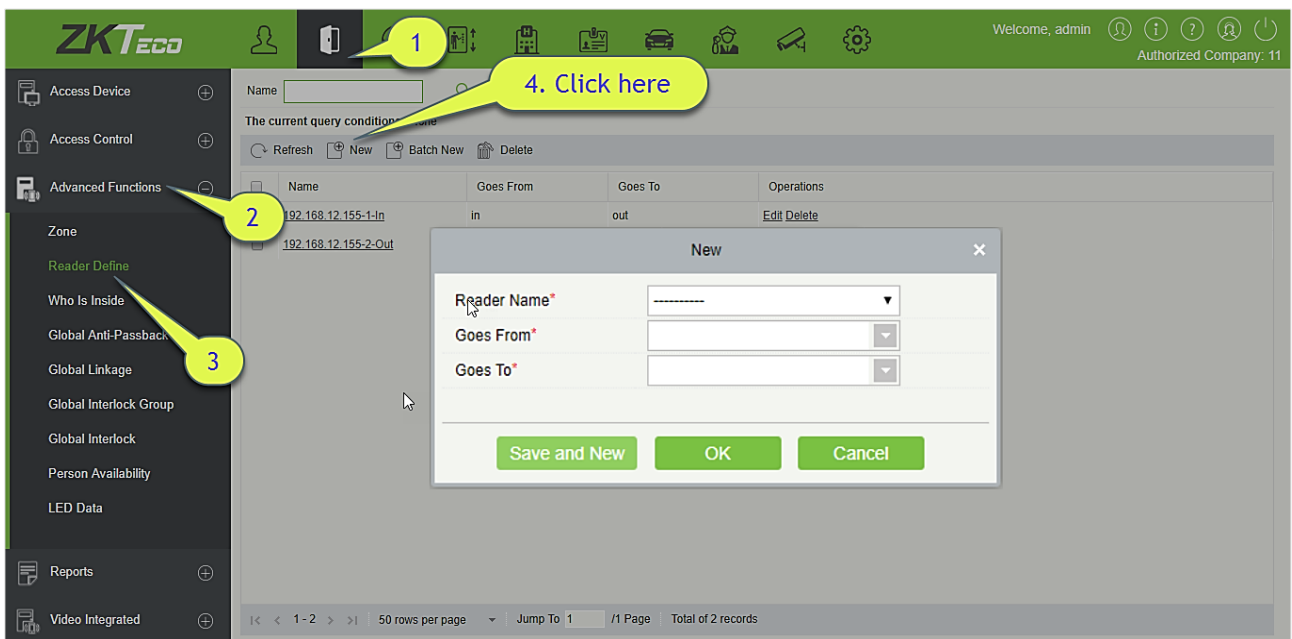 ZKTECO
1
Welcome, admin
Authorized Company: 11
Access Device
Access Control
Advanced Functions
2
Zone
Reader Define
Who Is Inside
Global Anti-Passback
3
Global Linkage
Global Interlock Group
Global Interlock
Person Availability
LED Data
Reports
Video Integrated
Name
4. Click here
The current query conditions
Refresh New Batch New Delete
Name Goes From Goes To Operations
192.168.12.155-1-In in out Edit Delete
192.168.12.155-2-Out
New
Reader Name* ----------
Goes From*
Goes To*
Save and New OK Cancel
1-2 50 rows per page Jump To 1 /1 Page Total of 2 records